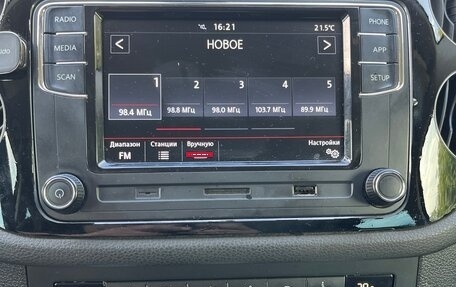 RADIO
MEDIA
SCAN
16:21
21.5°C
НОВОЕ
1
2
3
4
5
98.4 МГц
98.8 МГц
98.0 МГц
103.7 МГц
89.9 МГц
Диапазон
FM
Станции
Вручную
Настройки
PHONE
APP
SETUP